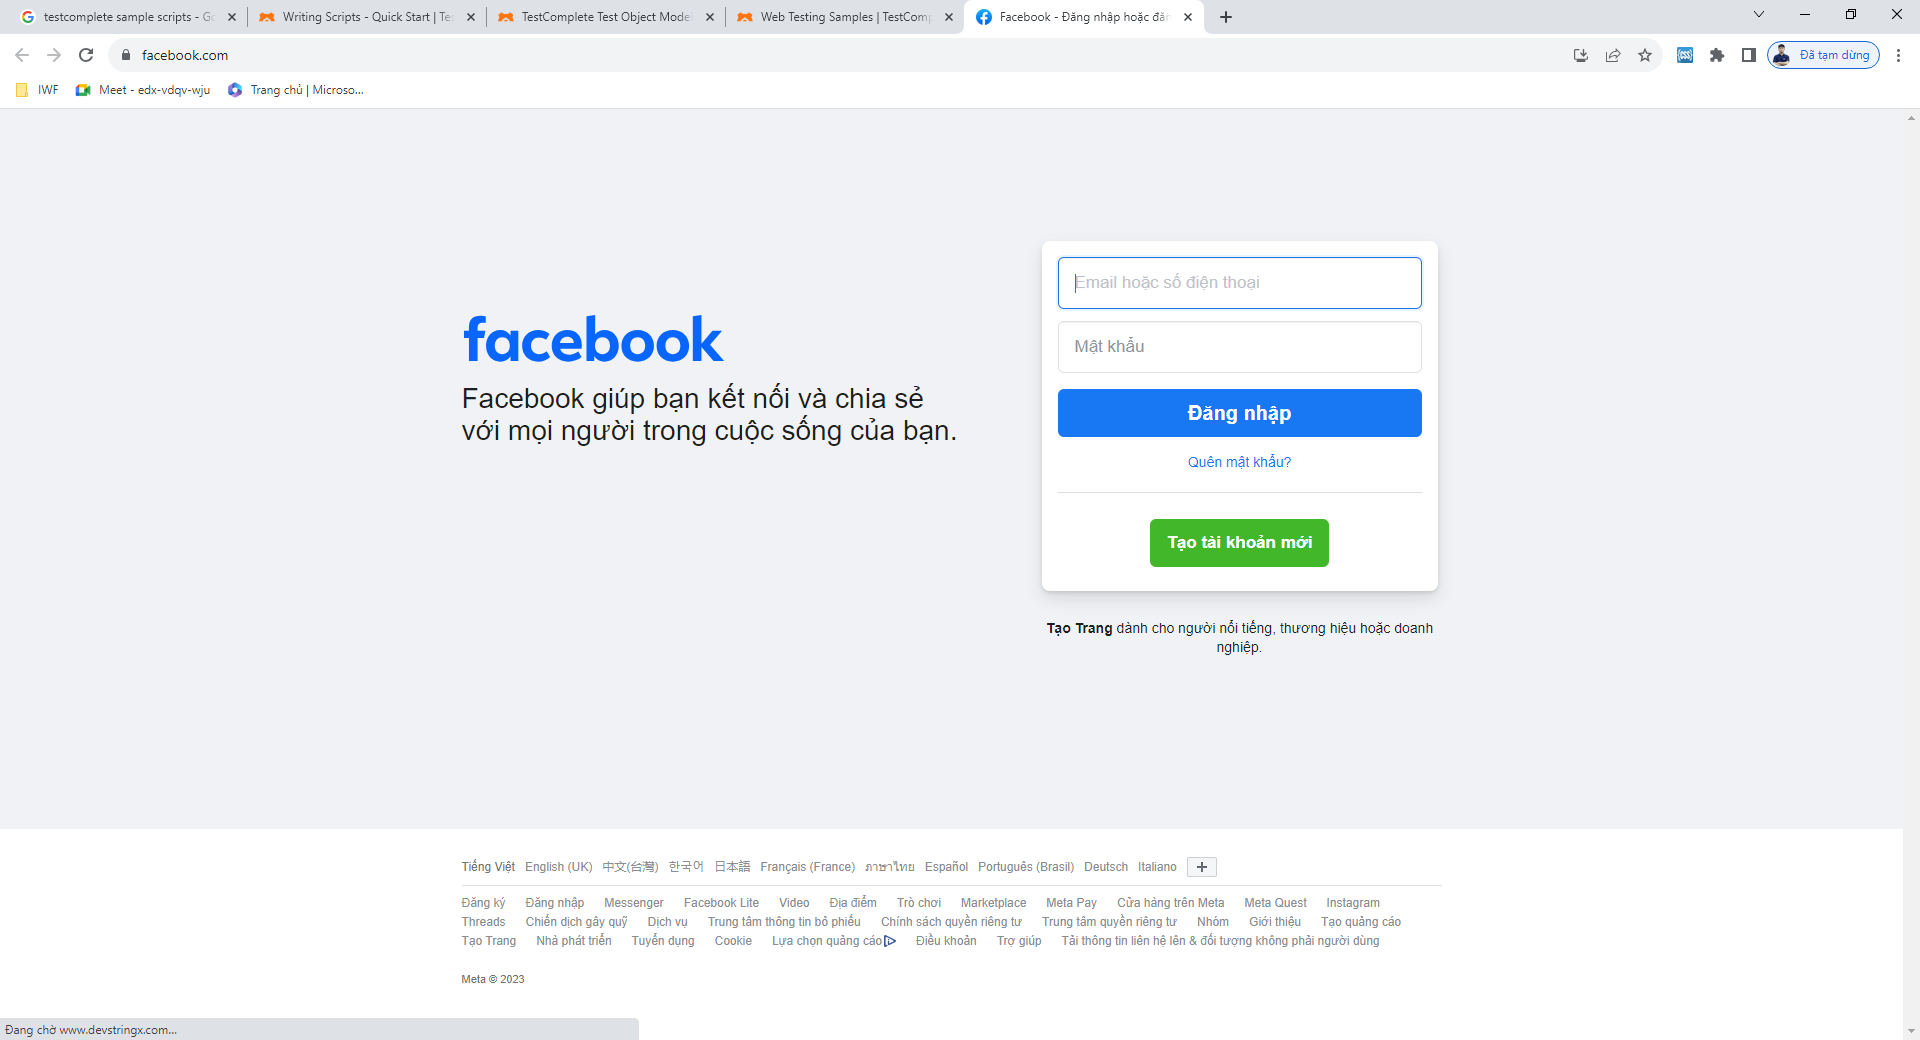 testcomplete sample scripts - Go
Writing Scripts - Quick Start | Tes
TestComplete Test Object Model
Web Testing Samples | TestComp
Facebook - Đăng nhập hoặc đăn
facebook.com
Đã tạm dừng
IWF
Meet - edx-vdqv-wju
Trang chủ | Microso...
facebook
Facebook giúp bạn kết nối và chia sẻ
với mọi người trong cuộc sống của bạn.
Email hoặc số điện thoại
Mật khẩu
Đăng nhập
Quên mật khẩu?
Tạo tài khoản mới
Tạo Trang dành cho người nổi tiếng, thương hiệu hoặc doanh
nghiệp.
Tiếng Việt English (UK) 中文(台灣) 한국어 日本語 Français (France) ภาษาไทย Español Português (Brasil) Deutsch Italiano
Đăng ký Đăng nhập Messenger Facebook Lite Video Địa điểm Trò chơi Marketplace Meta Pay Cửa hàng trên Meta Meta Quest Instagram
Threads Chiến dịch gây quỹ Dịch vụ Trung tâm thông tin bỏ phiếu Chính sách quyền riêng tư Trung tâm quyền riêng tư Nhóm Giới thiệu Tạo quảng cáo
Tạo Trang Nhà phát triển Tuyển dụng Cookie Lựa chọn quảng cáo Điều khoản Trợ giúp Tải thông tin liên hệ lên & đối tượng không phải người dùng
Meta © 2023
Đang chờ www.devstringx.com...